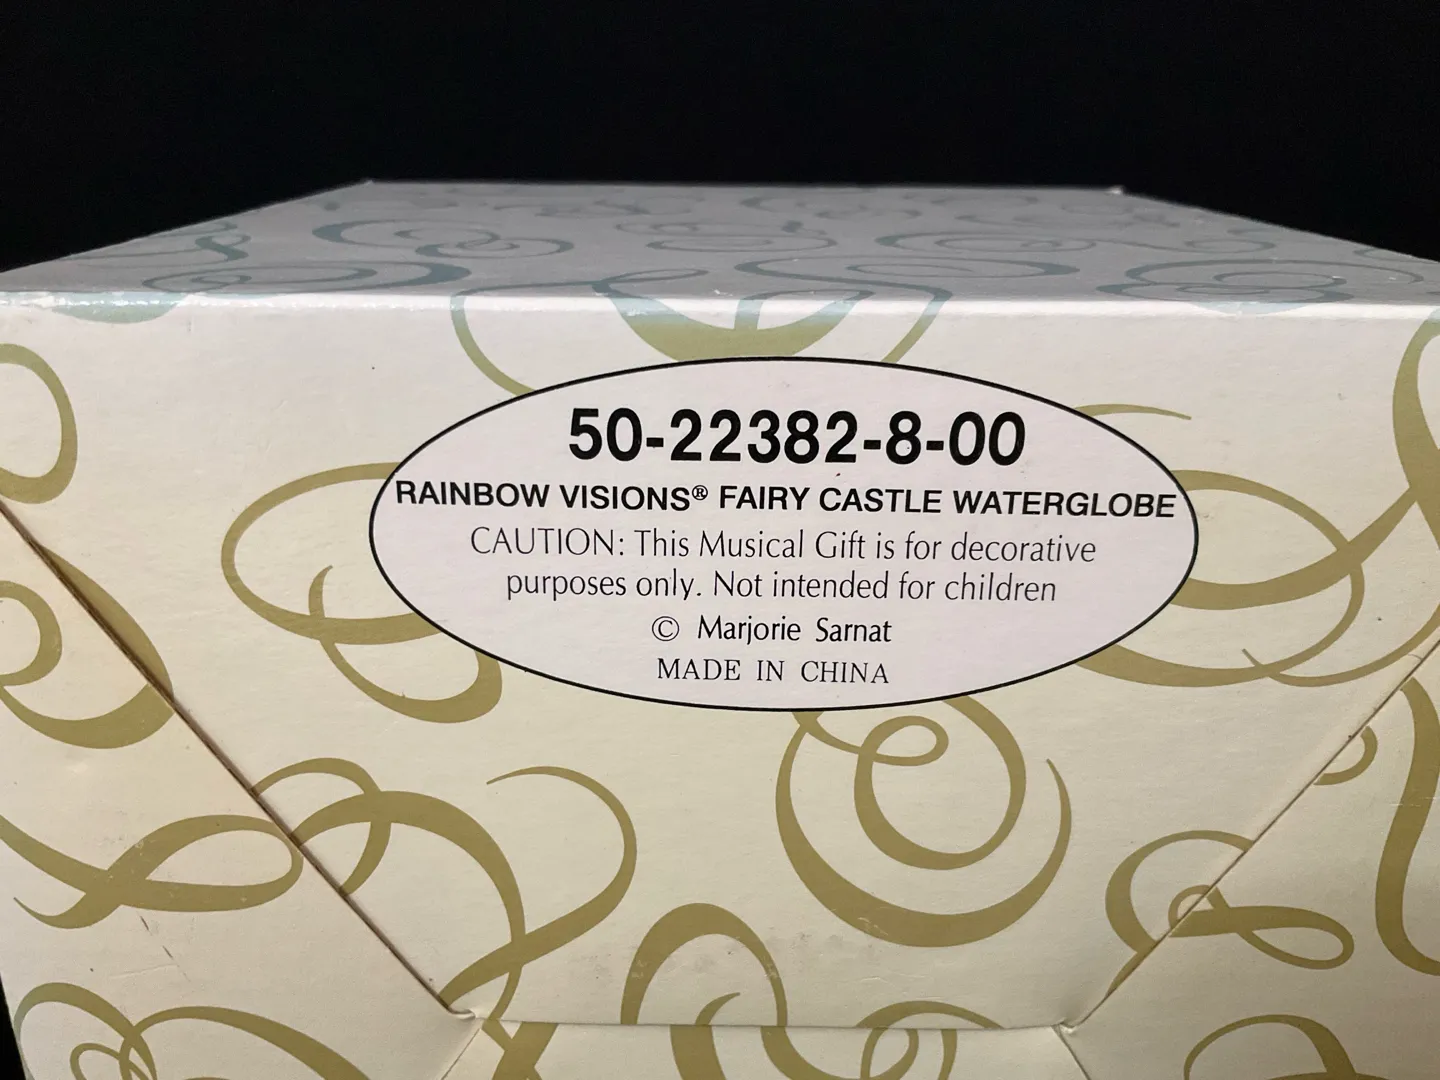 50-22382-8-00
RAINBOW VISIONS® FAIRY CASTLE WATERGLOBE
CAUTION: This Musical Gift is for decorative
purposes only. Not intended for children
© Marjorie Sarnat
MADE IN CHINA